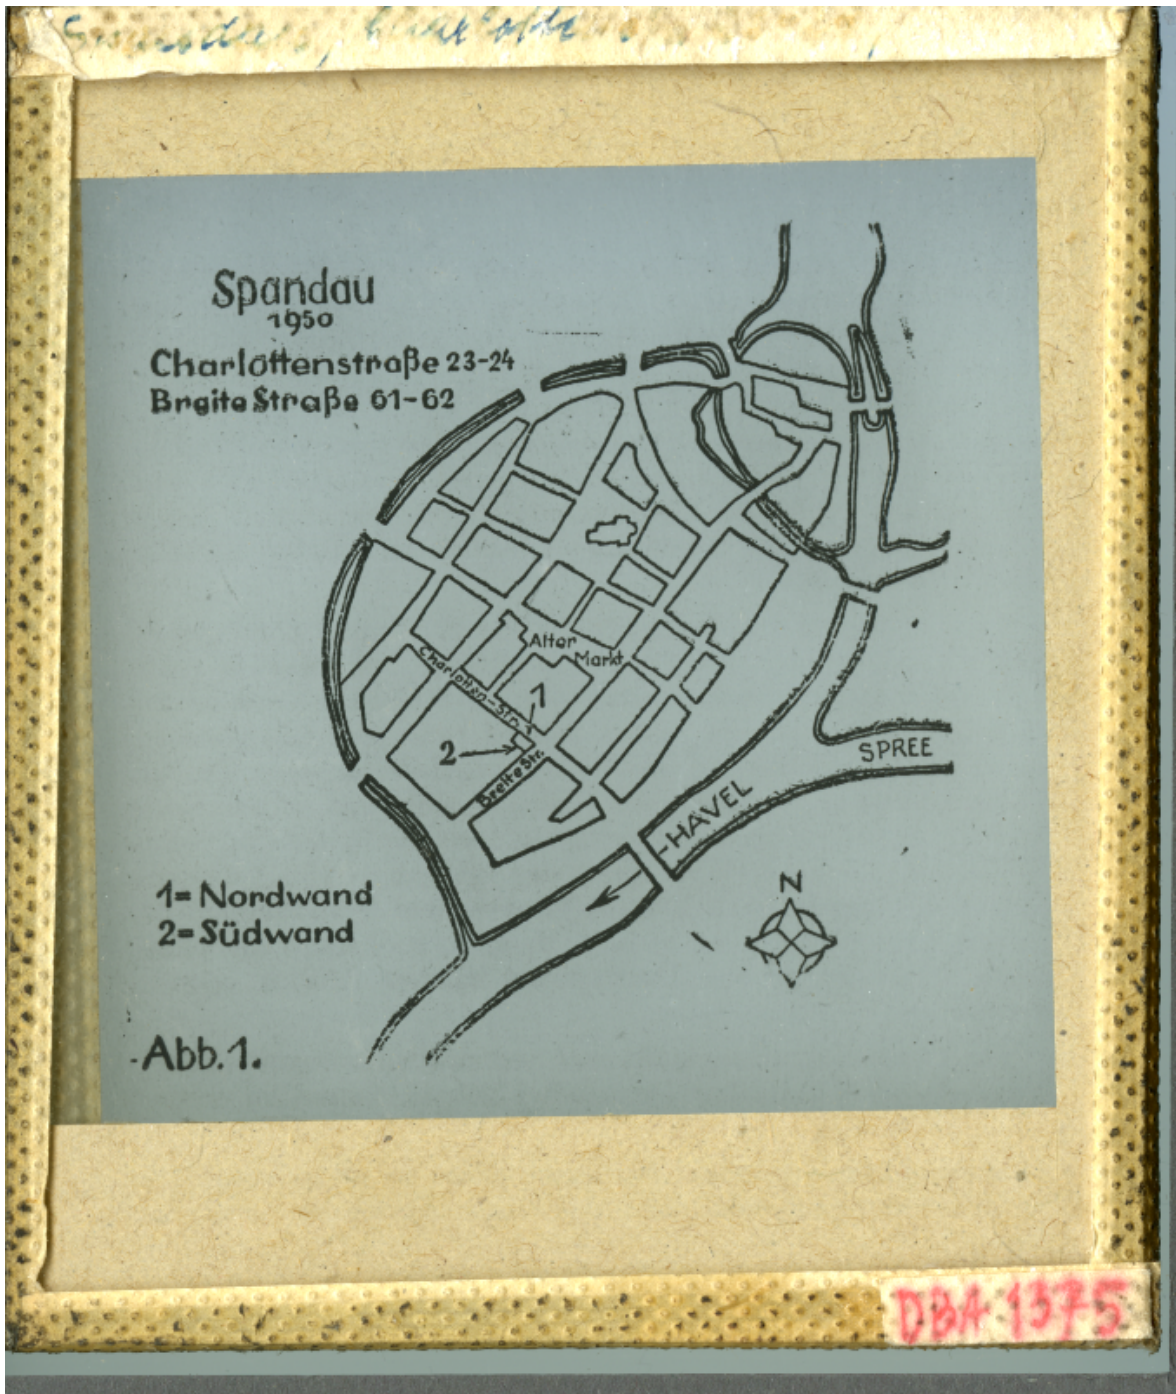 Spandau
1950
Charlottenstraße 23-24
Breite Straße 61-62
Alter
Markt
Charlotten-Str.
1
2
Breite Str.
SPREE
HAVEL
N
1= Nordwand
2= Südwand
Abb.1.
DBA 1375